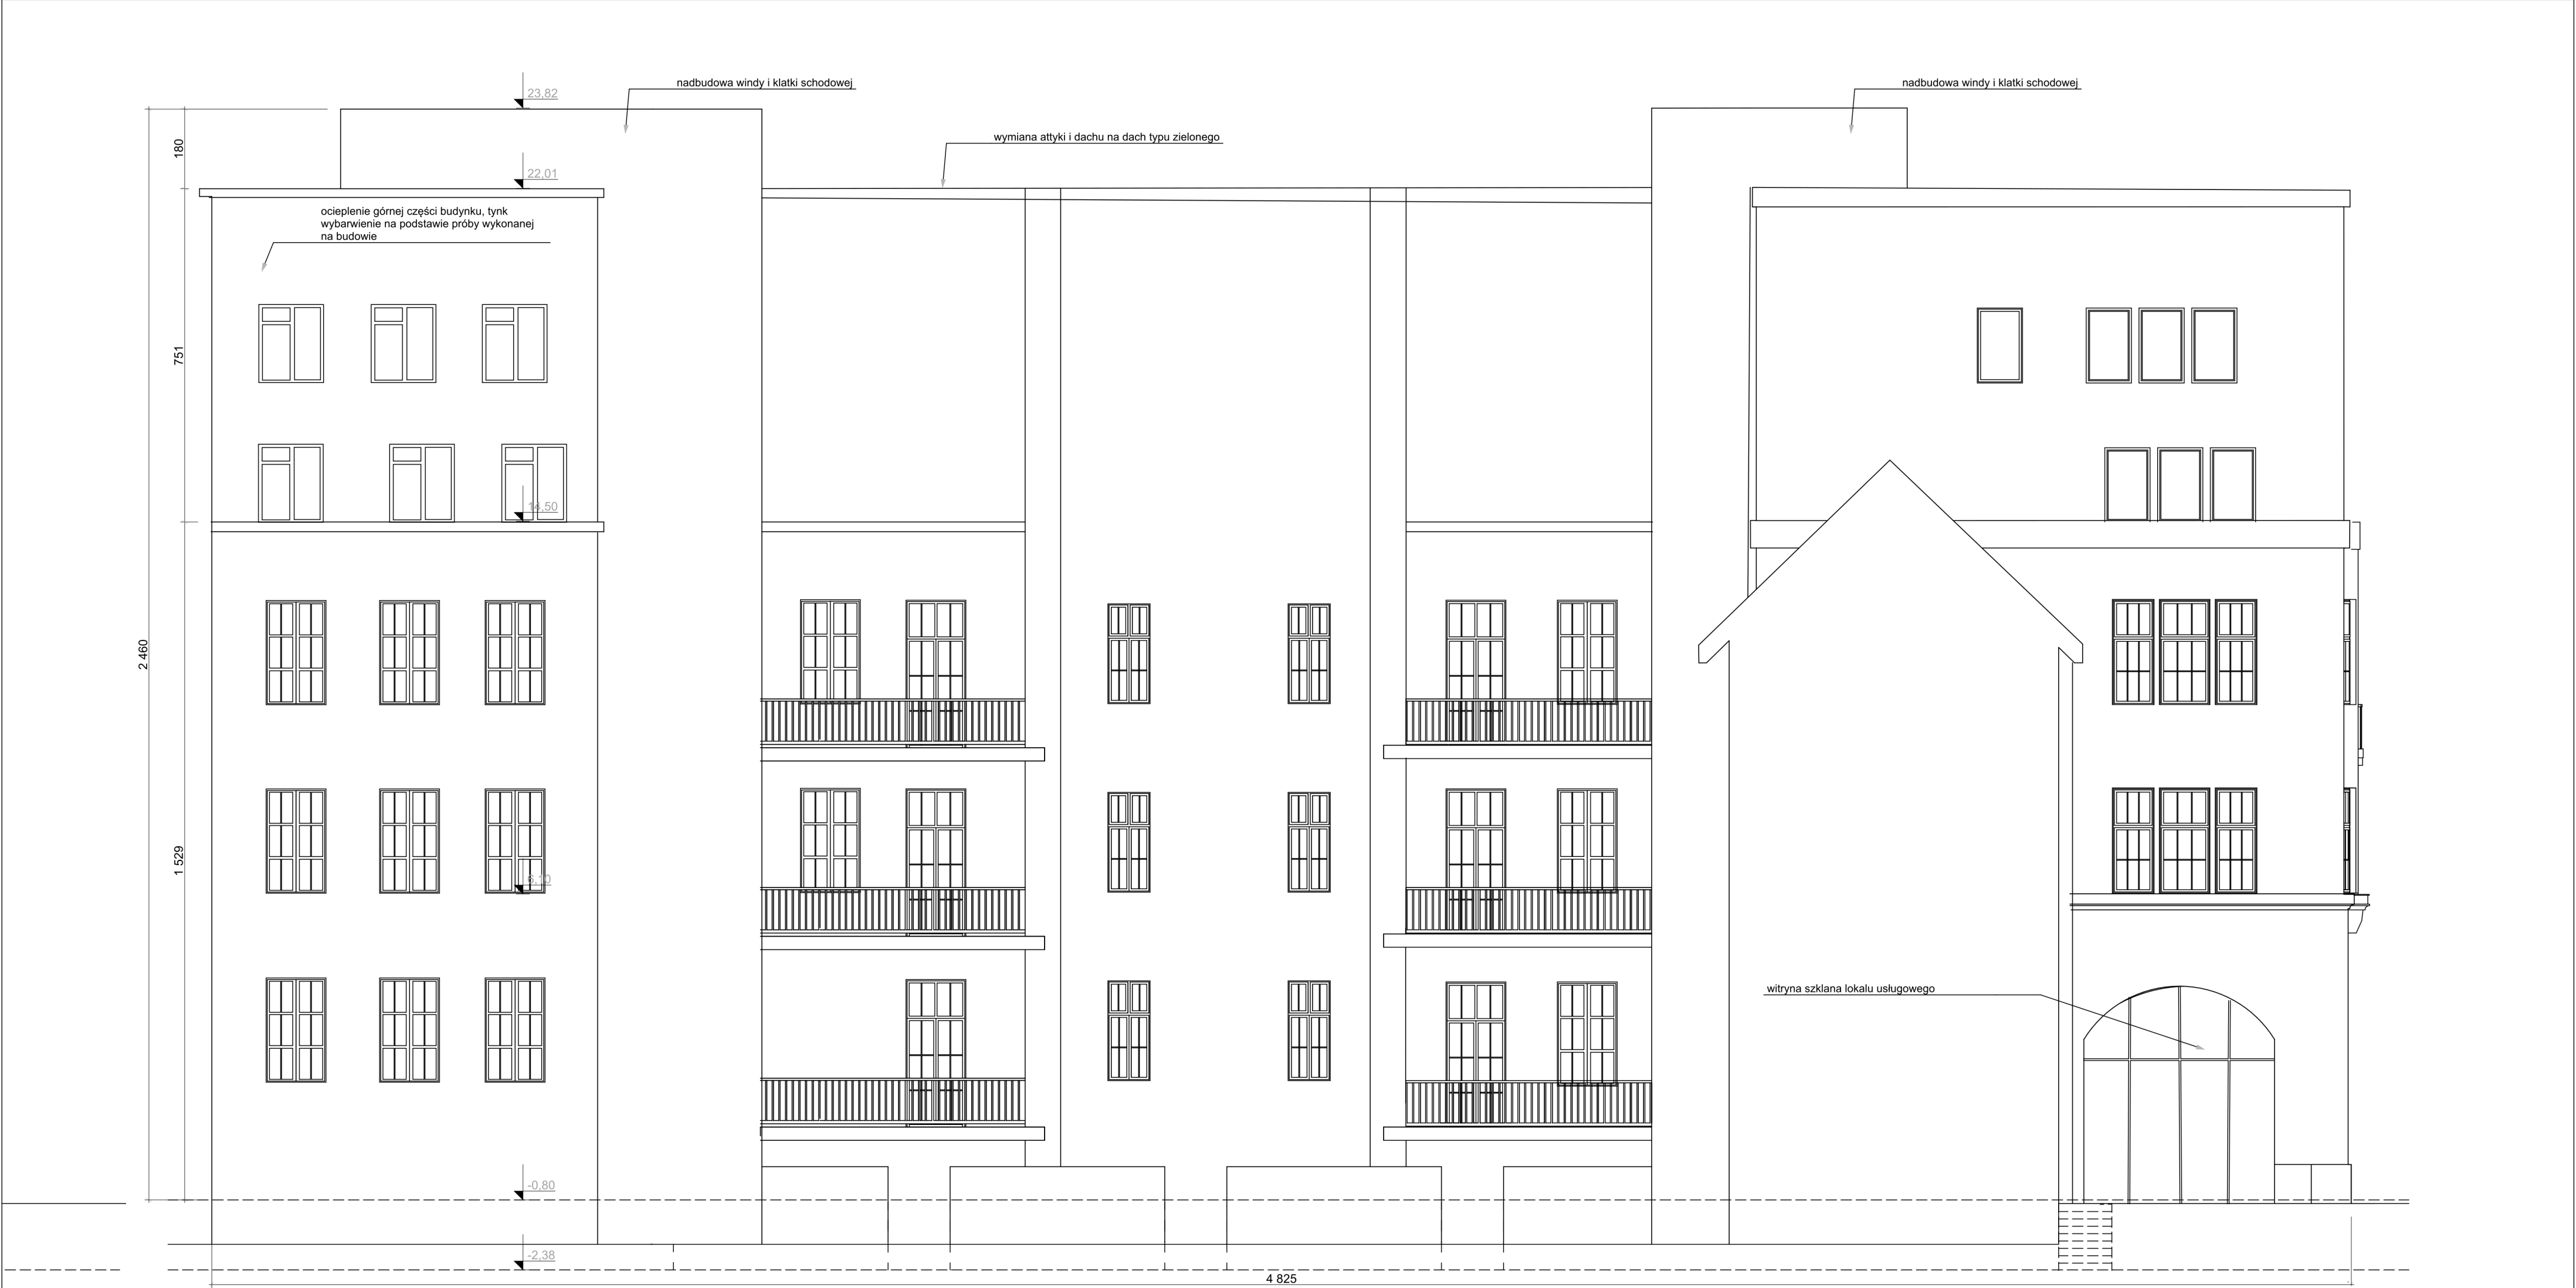 nadbudowa windy i klatki schodowej
nadbudowa windy i klatki schodowej
23,82
wymiana attyki i dachu na dach typu zielonego
180
22,01
ocieplenie górnej części budynku, tynk
wybarwienie na podstawie próby wykonanej
na budowie
751
14,50
2 460
1 529
witryna szklana lokalu usługowego
-0,80
-2,38
4 825